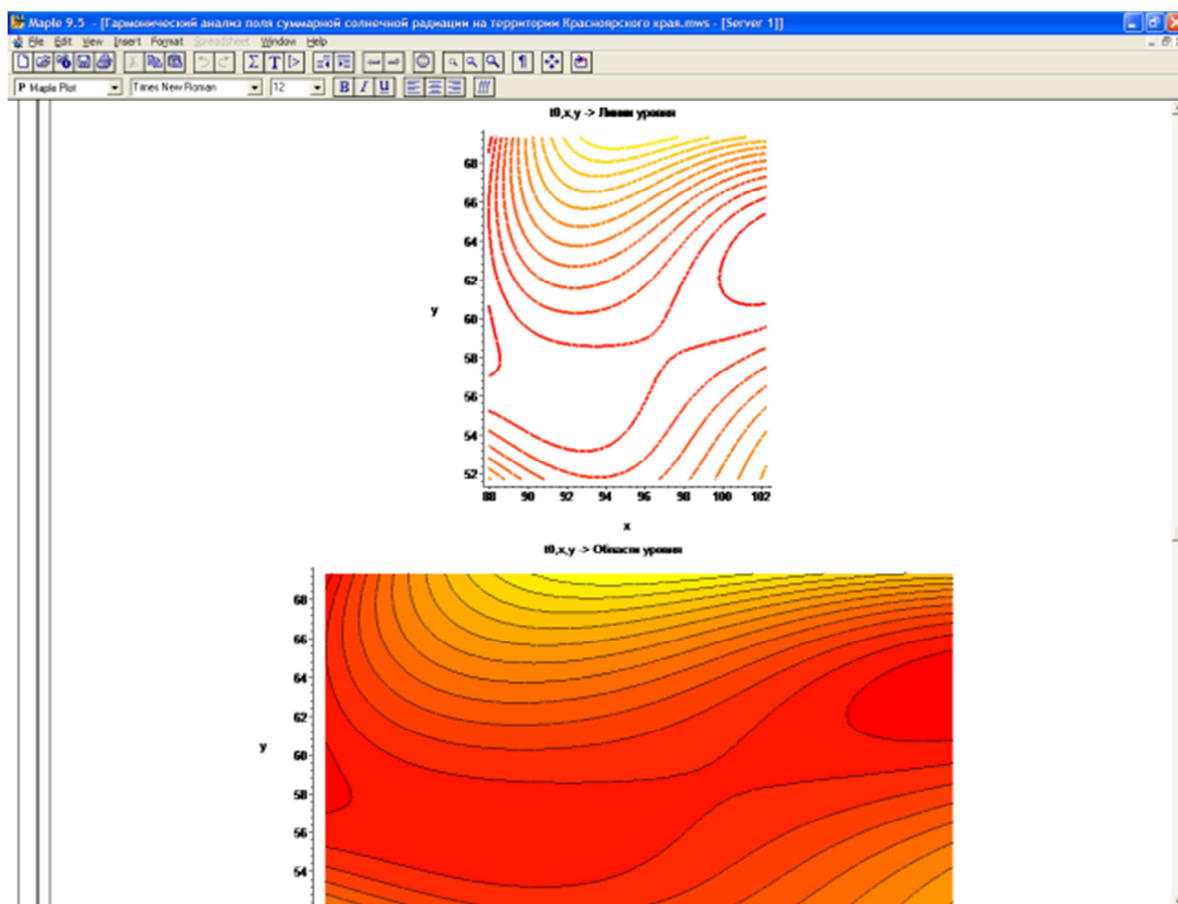 Maple 9.5 - [Гармонический анализ поля суммарной солнечной радиации на территории Красноярского края.mws - [Server 1]]
File Edit View Insert Format Spreadsheet Window Help
P Maple Plot Times New Roman 12 B I U
t0,x,y -> Линии уровня
68
66
64
62
y
60
58
56
54
52
88 90 92 94 96 98 100 102
x
t0,x,y -> Области уровня
68
66
64
62
y
60
58
56
54